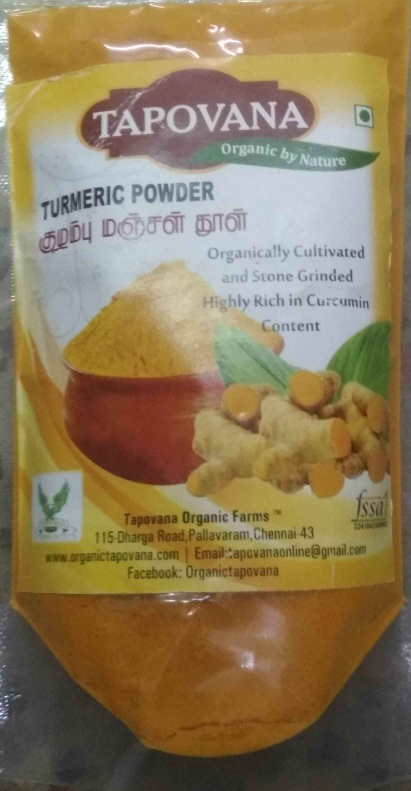 TAPOVANA
Organic by Nature
TURMERIC POWDER
குழம்பு மஞ்சள் தூள்
Organically Cultivated
and Stone Grinded
Highly Rich in Curcumin
Content
fssai
Tapovana Organic Farms ™
115-Dharga Road,Pallavaram,Chennai-43
www.organictapovana.com | Email:tapovanaonline@gmail.com
Facebook: Organictapovana